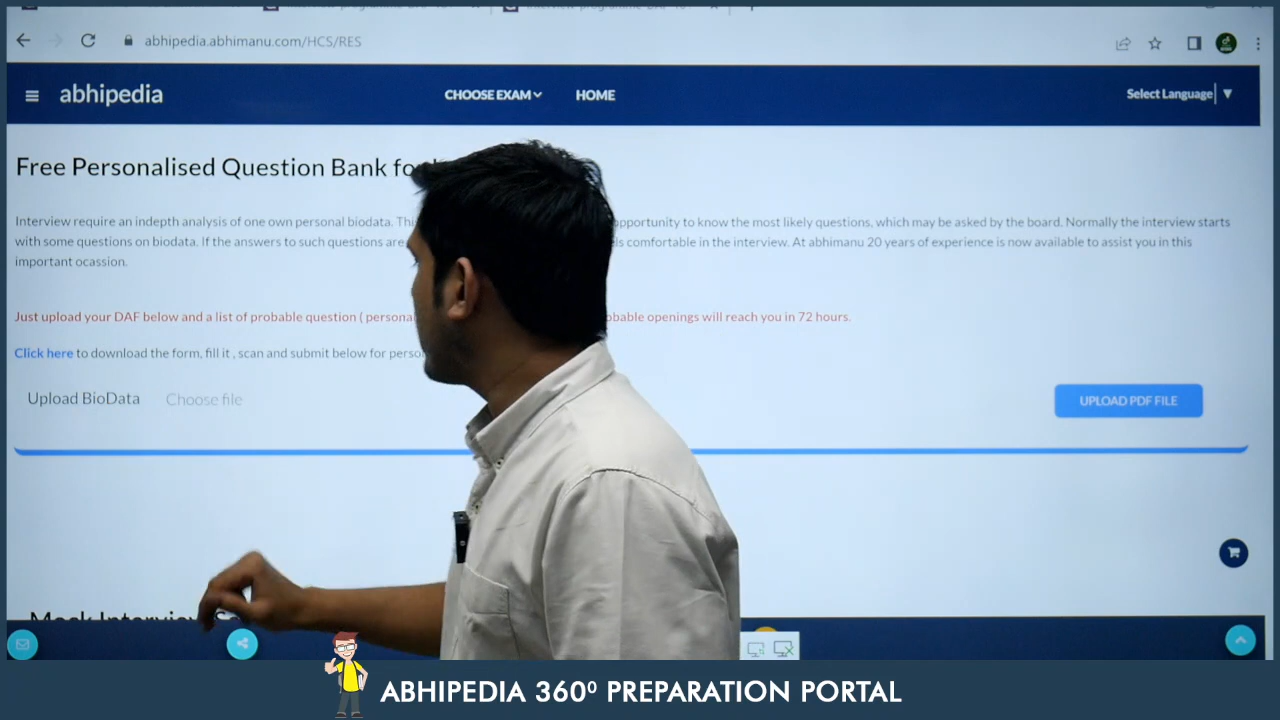 abhipedia.abhimanu.com/HCS/RES
abhipedia
CHOOSE EXAM
HOME
Select Language
Free Personalised Question Bank for
Interview require an indepth analysis of one own personal biodata. opportunity to know the most likely questions, which may be asked by the board. Normally the interview starts
with some questions on biodata. If the answers to such questions are comfortable in the interview. At abhimanu 20 years of experience is now available to assist you in this
important ocassion.
Just upload your DAF below and a list of probable question ( openings will reach you in 72 hours.
Click here to download the form, fill it , scan and submit below for
Upload BioData Choose file
UPLOAD PDF FILE
Mock Interview
ABHIPEDIA 360⁰ PREPARATION PORTAL